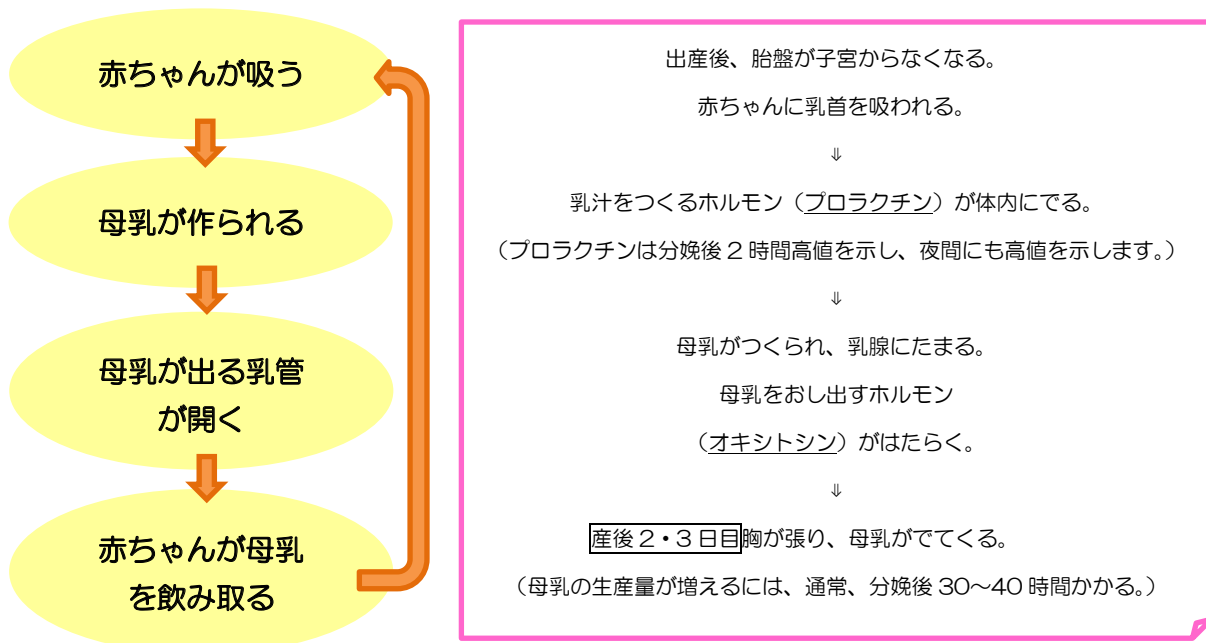 赤ちゃんが吸う
母乳が作られる
母乳が出る乳管
が開く
赤ちゃんが母乳
を飲み取る
出産後、胎盤が子宮からなくなる。
赤ちゃんに乳首を吸われる。
⇓
乳汁をつくるホルモン（プロラクチン）が体内にでる。
（プロラクチンは分娩後２時間高値を示し、夜間にも高値を示します。）
⇓
母乳がつくられ、乳腺にたまる。
母乳をおし出すホルモン
（オキシトシン）がはたらく。
⇓
産後２・３日目胸が張り、母乳がでてくる。
（母乳の生産量が増えるには、通常、分娩後 30～40 時間かかる。）